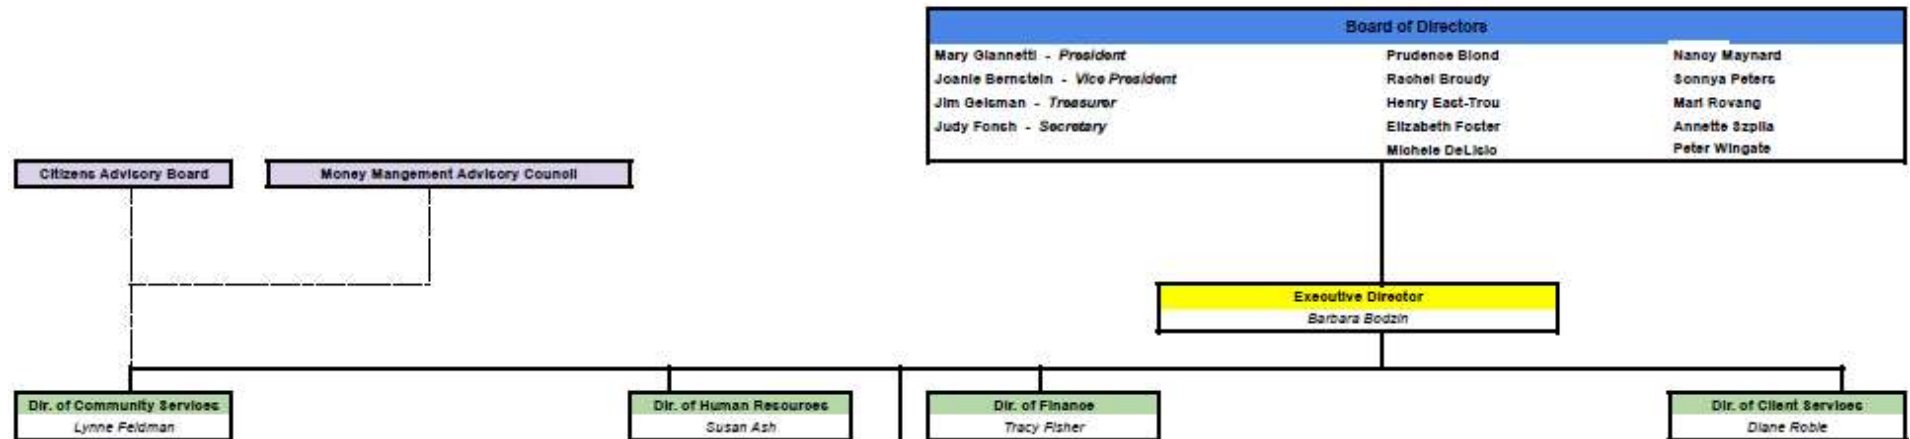 Board of Directors
Mary Giannetti - President
Prudence Blond
Nancy Maynard
Joanie Bernstein - Vice President
Rachel Broudy
Sonnya Peters
Jim Geisman - Treasurer
Henry East-Trou
Mari Rovang
Judy Fonsh - Secretary
Elizabeth Foster
Annette Szpila
Michele DeLisio
Peter Wingate
Citizens Advisory Board
Money Mangement Advisory Council
Executive Director
Barbara Bodzin
Dir. of Community Services
Lynne Feldman
Dir. of Human Resources
Susan Ash
Dir. of Finance
Tracy Fisher
Dir. of Client Services
Diane Robie